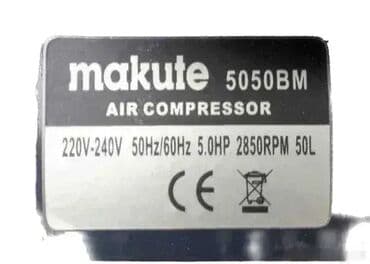 makute 5050BM
AIR COMPRESSOR
220V-240V 50Hz/60Hz 5.0HP 2850RPM 50L
CE